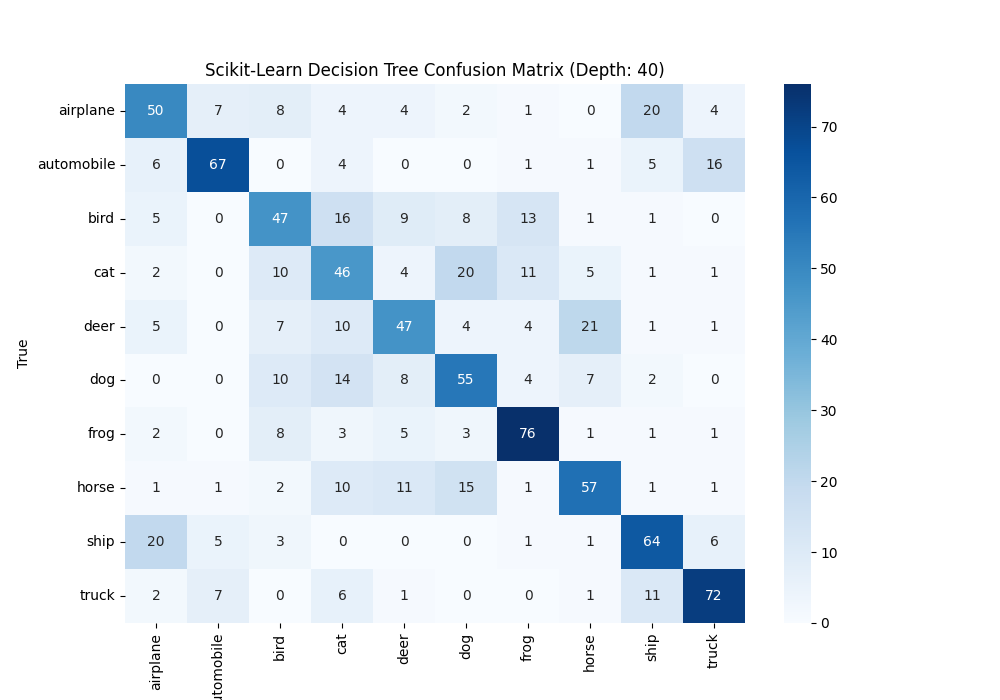 Scikit-Learn Decision Tree Confusion Matrix (Depth: 40)
airplane 50 7 8 4 4 2 1 0 20 4
automobile 6 67 0 4 0 0 1 1 5 16
bird 5 0 47 16 9 8 13 1 1 0
cat 2 0 10 46 4 20 11 5 1 1
deer 5 0 7 10 47 4 4 21 1 1
dog 0 0 10 14 8 55 4 7 2 0
frog 2 0 8 3 5 3 76 1 1 1
horse 1 1 2 10 11 15 1 57 1 1
ship 20 5 3 0 0 0 1 1 64 6
truck 2 7 0 6 1 0 0 1 11 72
True
airplane utomobile bird cat deer dog frog horse ship truck
70
60
50
40
30
20
10
0